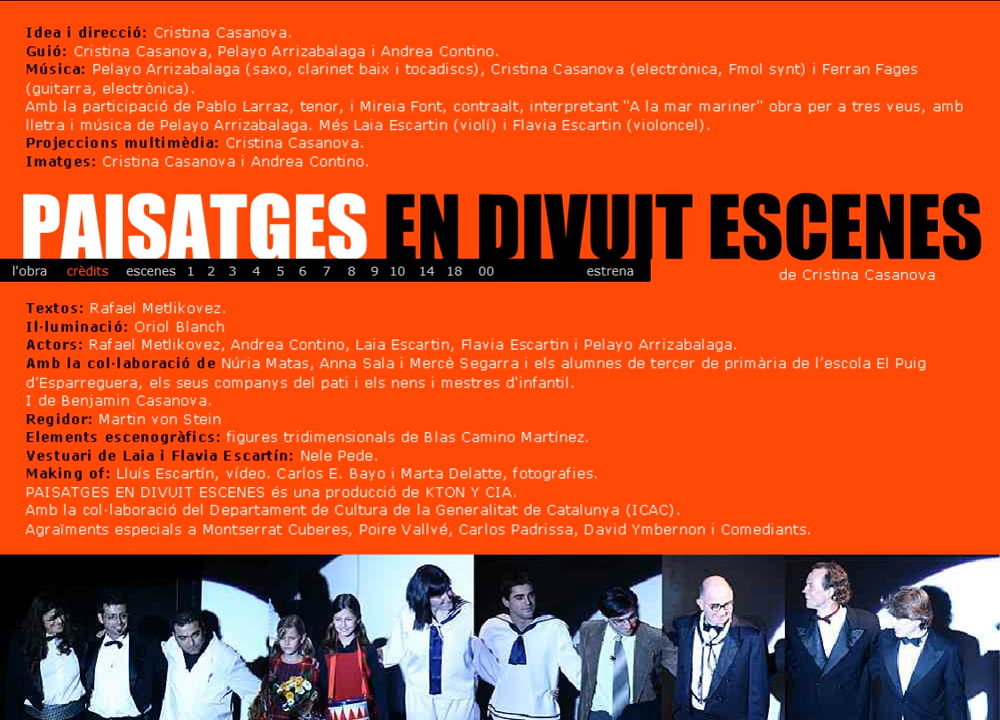 Idea i direcció: Cristina Casanova.
Guió: Cristina Casanova, Pelayo Arrizabalaga i Andrea Contino.
Música: Pelayo Arrizabalaga (saxo, clarinet baix i tocadiscs), Cristina Casanova (electrònica, Fmol synt) i Ferran Fages
(guitarra, electrònica).
Amb la participació de Pablo Larraz, tenor, i Mireia Font, contraalt, interpretant "A la mar mariner" obra per a tres veus, amb
lletra i música de Pelayo Arrizabalaga. Més Laia Escartin (violí) i Flavia Escartin (violoncel).
Projeccions multimèdia: Cristina Casanova.
Imatges: Cristina Casanova i Andrea Contino.
PAISATGES EN DIVUIT ESCENES
l'obra crèdits escenes 1 2 3 4 5 6 7 8 9 10 14 18 00 estrena
de Cristina Casanova
Textos: Rafael Metlikovez.
Il·luminació: Oriol Blanch
Actors: Rafael Metlikovez, Andrea Contino, Laia Escartin, Flavia Escartin i Pelayo Arrizabalaga.
Amb la col·laboració de Núria Matas, Anna Sala i Mercè Segarra i els alumnes de tercer de primària de l’escola El Puig
d’Esparreguera, els seus companys del pati i els nens i mestres d'infantil.
I de Benjamin Casanova.
Regidor: Martin von Stein
Elements escenogràfics: figures tridimensionals de Blas Camino Martínez.
Vestuari de Laia i Flavia Escartín: Nele Pede.
Making of: Lluís Escartín, vídeo. Carlos E. Bayo i Marta Delatte, fotografies.
PAISATGES EN DIVUIT ESCENES és una producció de KTON Y CIA.
Amb la col·laboració del Departament de Cultura de la Generalitat de Catalunya (ICAC).
Agraïments especials a Montserrat Cuberes, Poire Vallvé, Carlos Padrissa, David Ymbernon i Comediants.